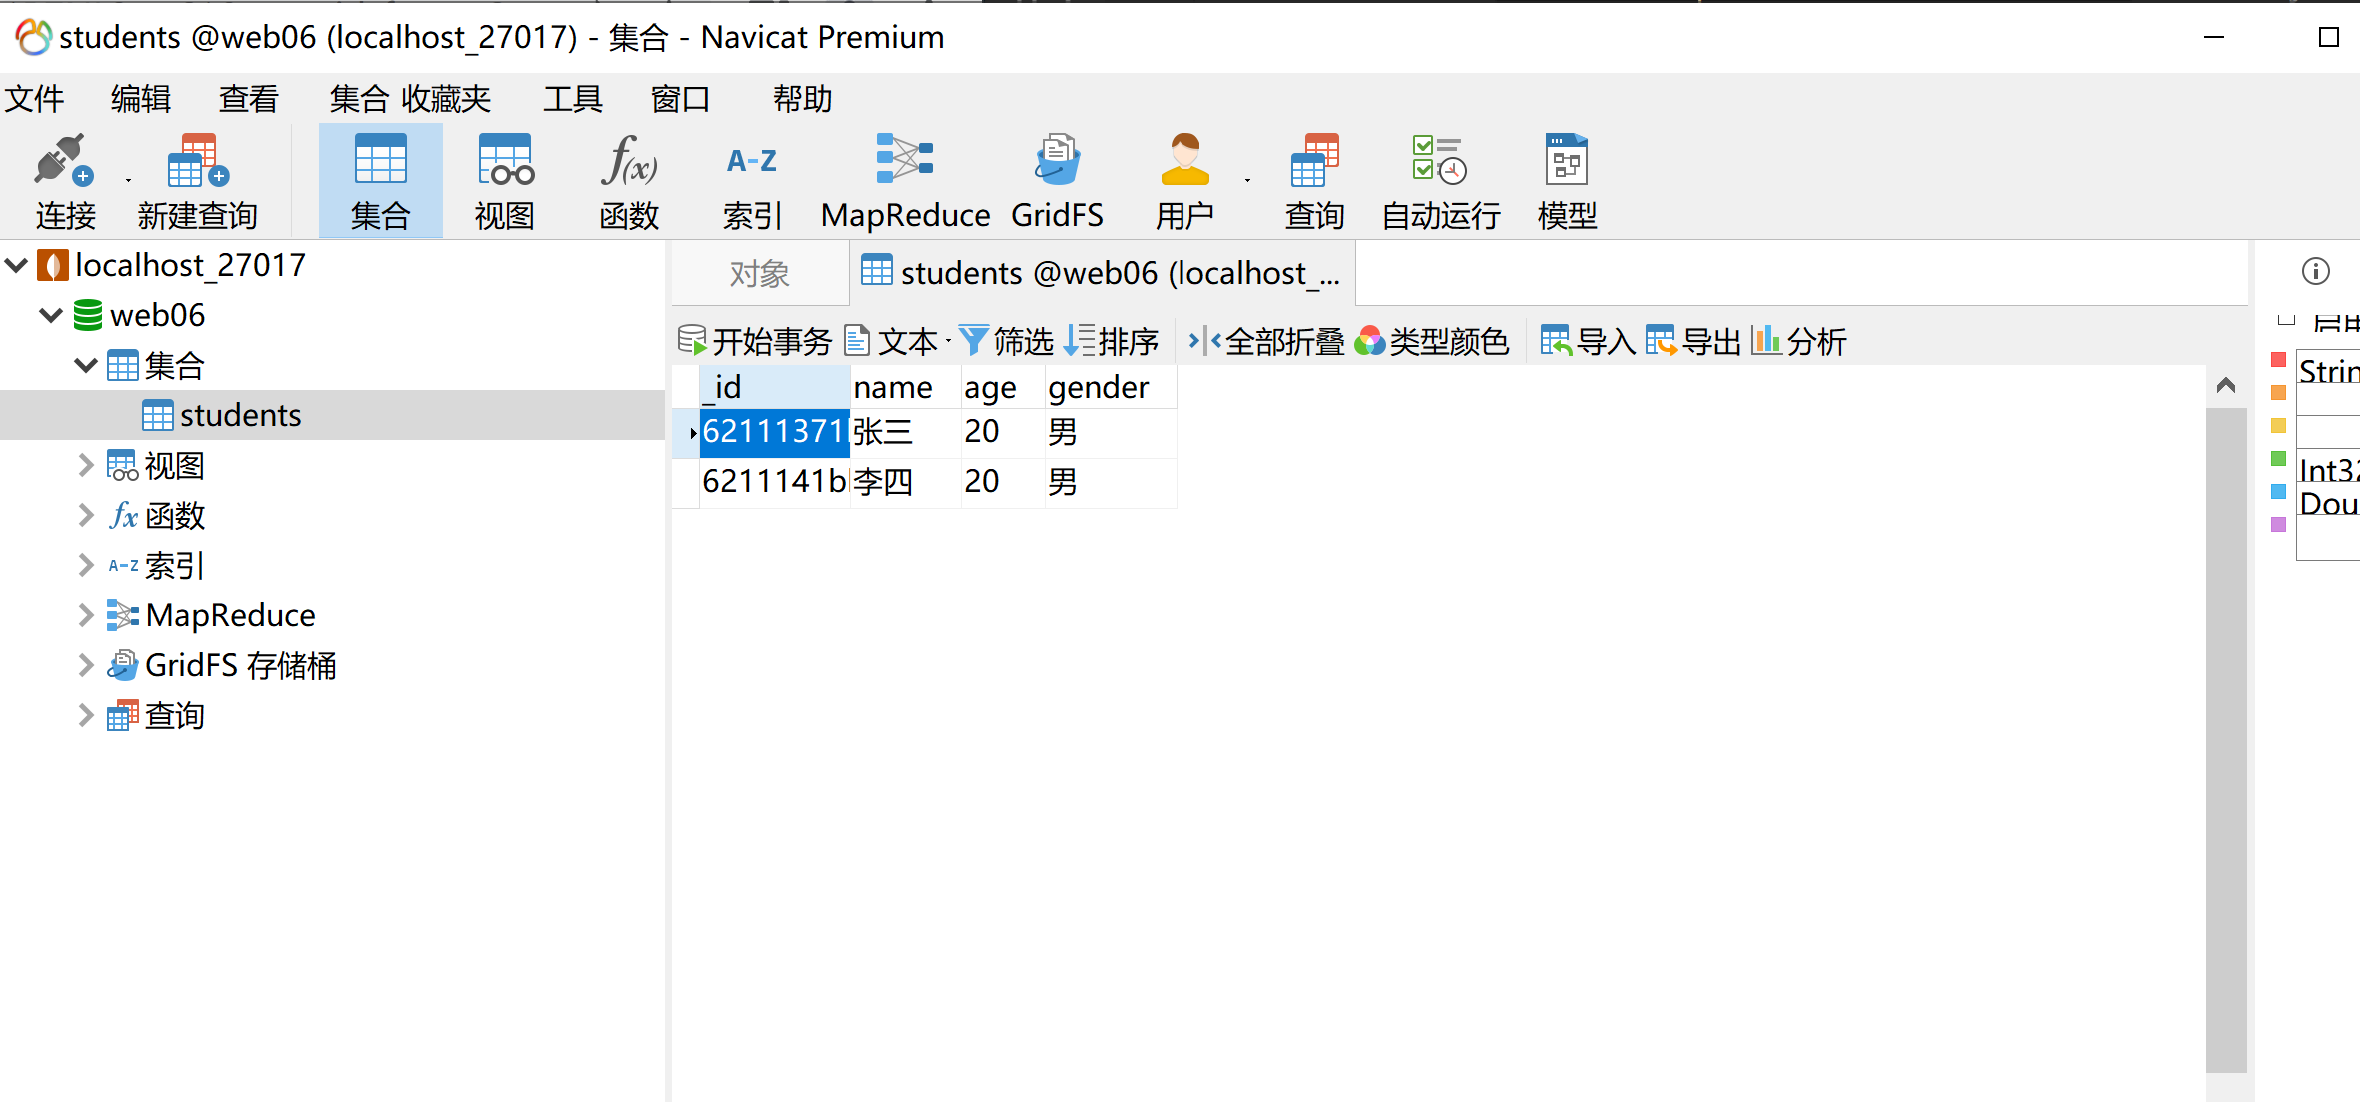 students @web06 (localhost_27017) - 集合 - Navicat Premium
文件 编辑 查看 集合 收藏夹 工具 窗口 帮助
连接 新建查询 集合 视图 函数 A-Z 索引 MapReduce GridFS 用户 查询 自动运行 模型
localhost_27017
web06
集合
students
视图
fx 函数
A-Z 索引
MapReduce
GridFS 存储桶
查询
对象 students @web06 (localhost_...
开始事务 文本 筛选 排序 全部折叠 类型颜色 导入 导出 分析
_id name age gender
62111371 张三 20 男
6211141b 李四 20 男
Strin
Int32
Dou